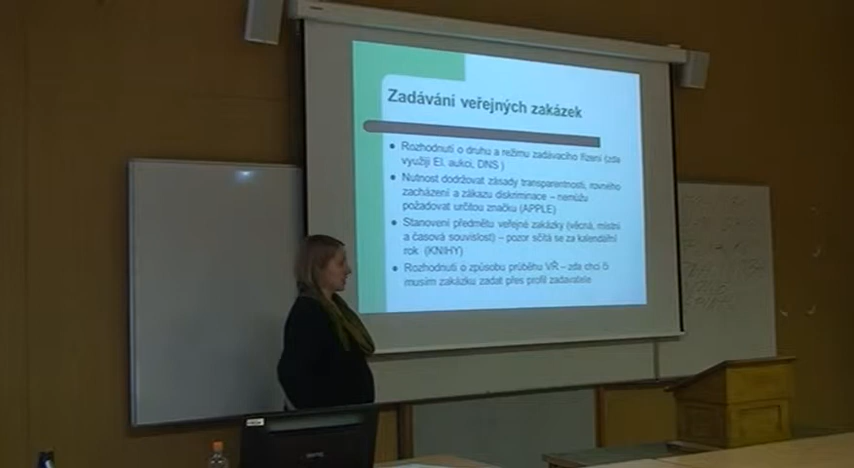 Zadávání veřejných zakázek
Rozhodnutí o druhu a režimu zadávacího řízení (zda
využiji El. aukci, DNS )
Nutnost dodržovat zásady transparentnosti, rovného
zacházení a zákazu diskriminace – nemůžu
požadovat určitou značku (APPLE)
Stanovení předmětu veřejné zakázky (věcná, místní
a časová souvislost) – pozor sčítá se za kalendářní
rok (KNIHY)
Rozhodnutí o způsobu průběhu VŘ – zda chci či
musím zakázku zadat přes profil zadavatele